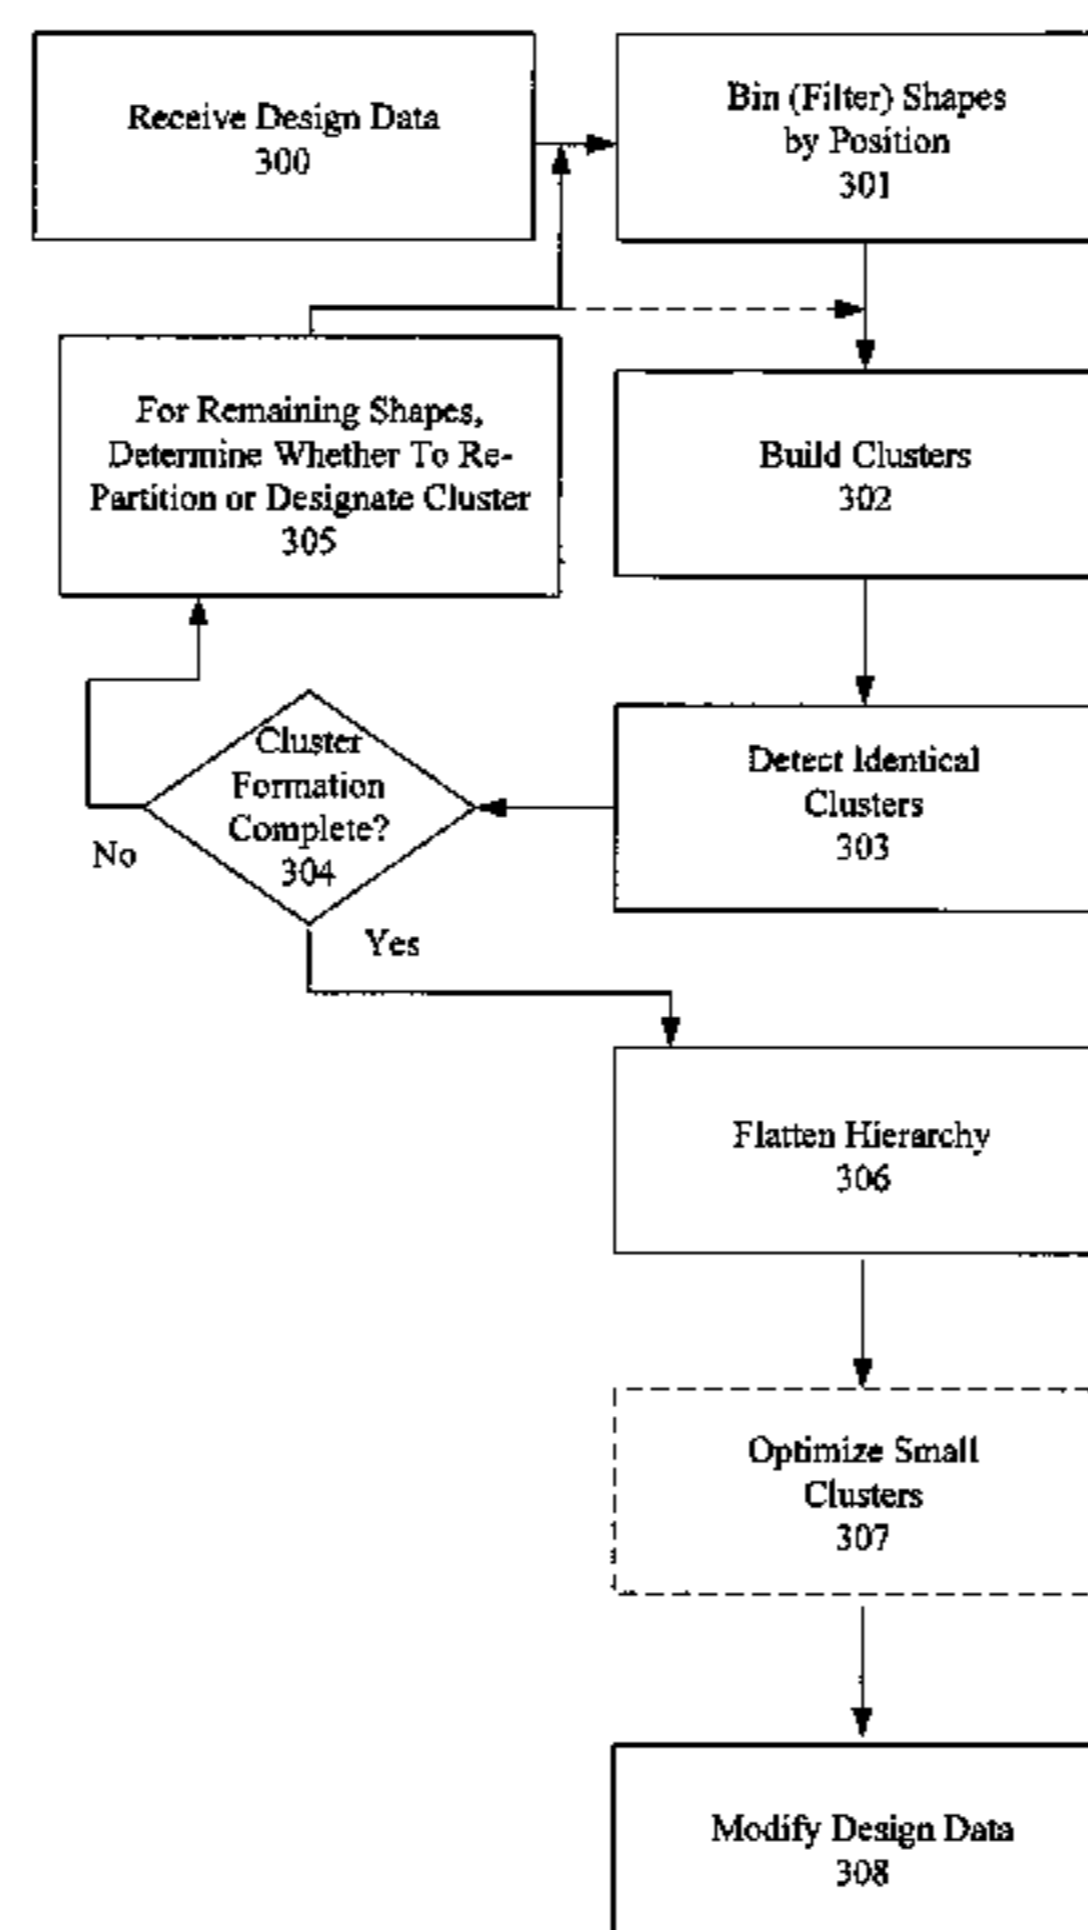 Receive Design Data
300
Bin (Filter) Shapes
by Position
301
For Remaining Shapes,
Determine Whether To Re-
Partition or Designate Cluster
305
Build Clusters
302
Detect Identical
Clusters
303
Cluster
Formation
Complete?
304
No
Yes
Flatten Hierarchy
306
Optimize Small
Clusters
307
Modify Design Data
308